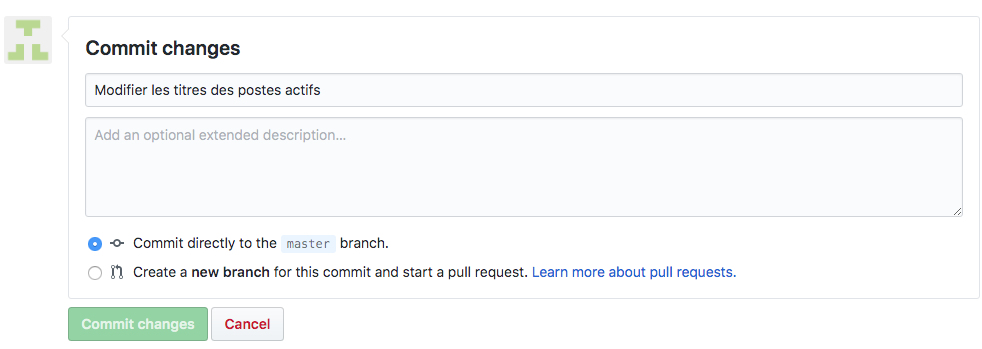 Commit changes
Modifier les titres des postes actifs
Add an optional extended description...
Commit directly to the master branch.
Create a new branch for this commit and start a pull request. Learn more about pull requests.
Commit changes Cancel